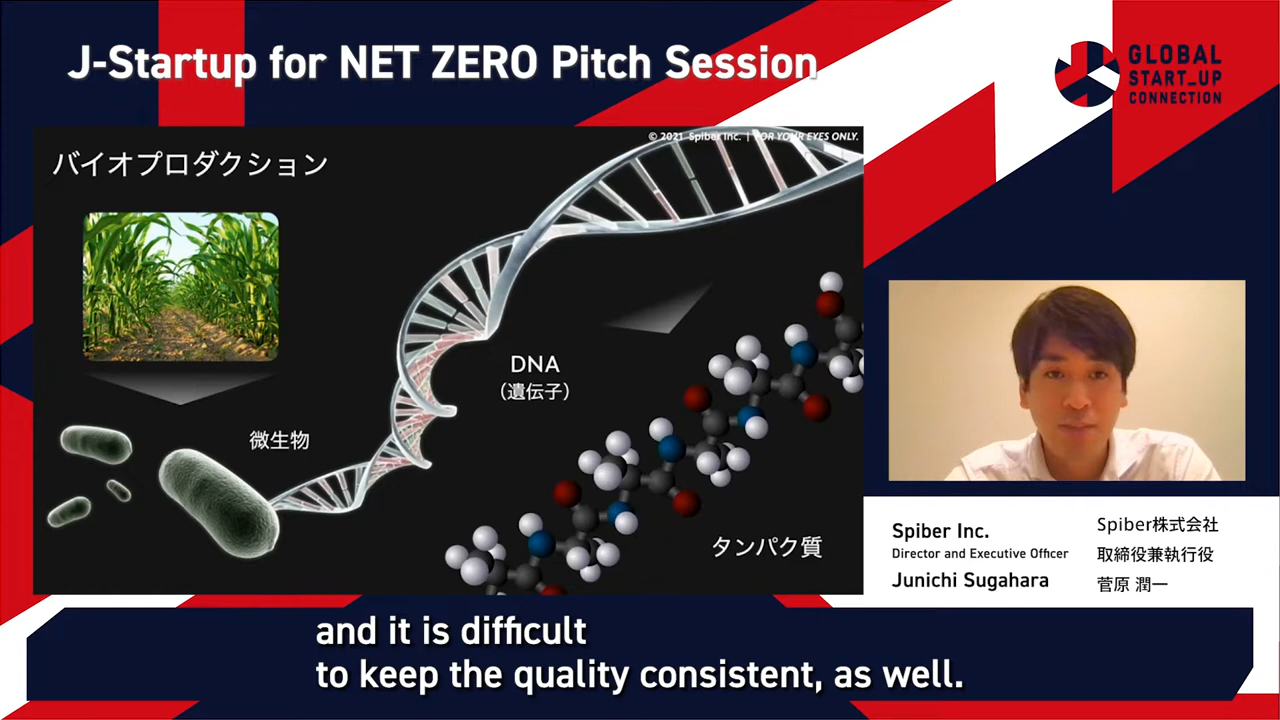 J-Startup for NET ZERO Pitch Session
GLOBAL
START_UP
CONNECTION
© 2021 Spiber Inc. | FOR YOUR EYES ONLY.
バイオプロダクション
DNA
（遺伝子）
微生物
タンパク質
Spiber Inc.
Director and Executive Officer
Junichi Sugahara
Spiber株式会社
取締役兼執行役
菅原 潤一
and it is difficult
to keep the quality consistent, as well.